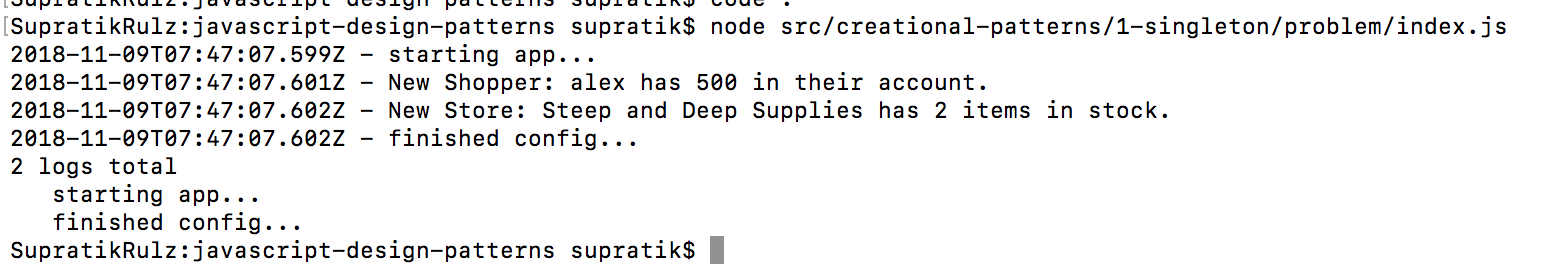 [SupratikRulz:javascript-design-patterns supratik$ code .
[SupratikRulz:javascript-design-patterns supratik$ node src/creational-patterns/1-singleton/problem/index.js
2018-11-09T07:47:07.599Z - starting app...
2018-11-09T07:47:07.601Z - New Shopper: alex has 500 in their account.
2018-11-09T07:47:07.602Z - New Store: Steep and Deep Supplies has 2 items in stock.
2018-11-09T07:47:07.602Z - finished config...
2 logs total
   starting app...
   finished config...
SupratikRulz:javascript-design-patterns supratik$